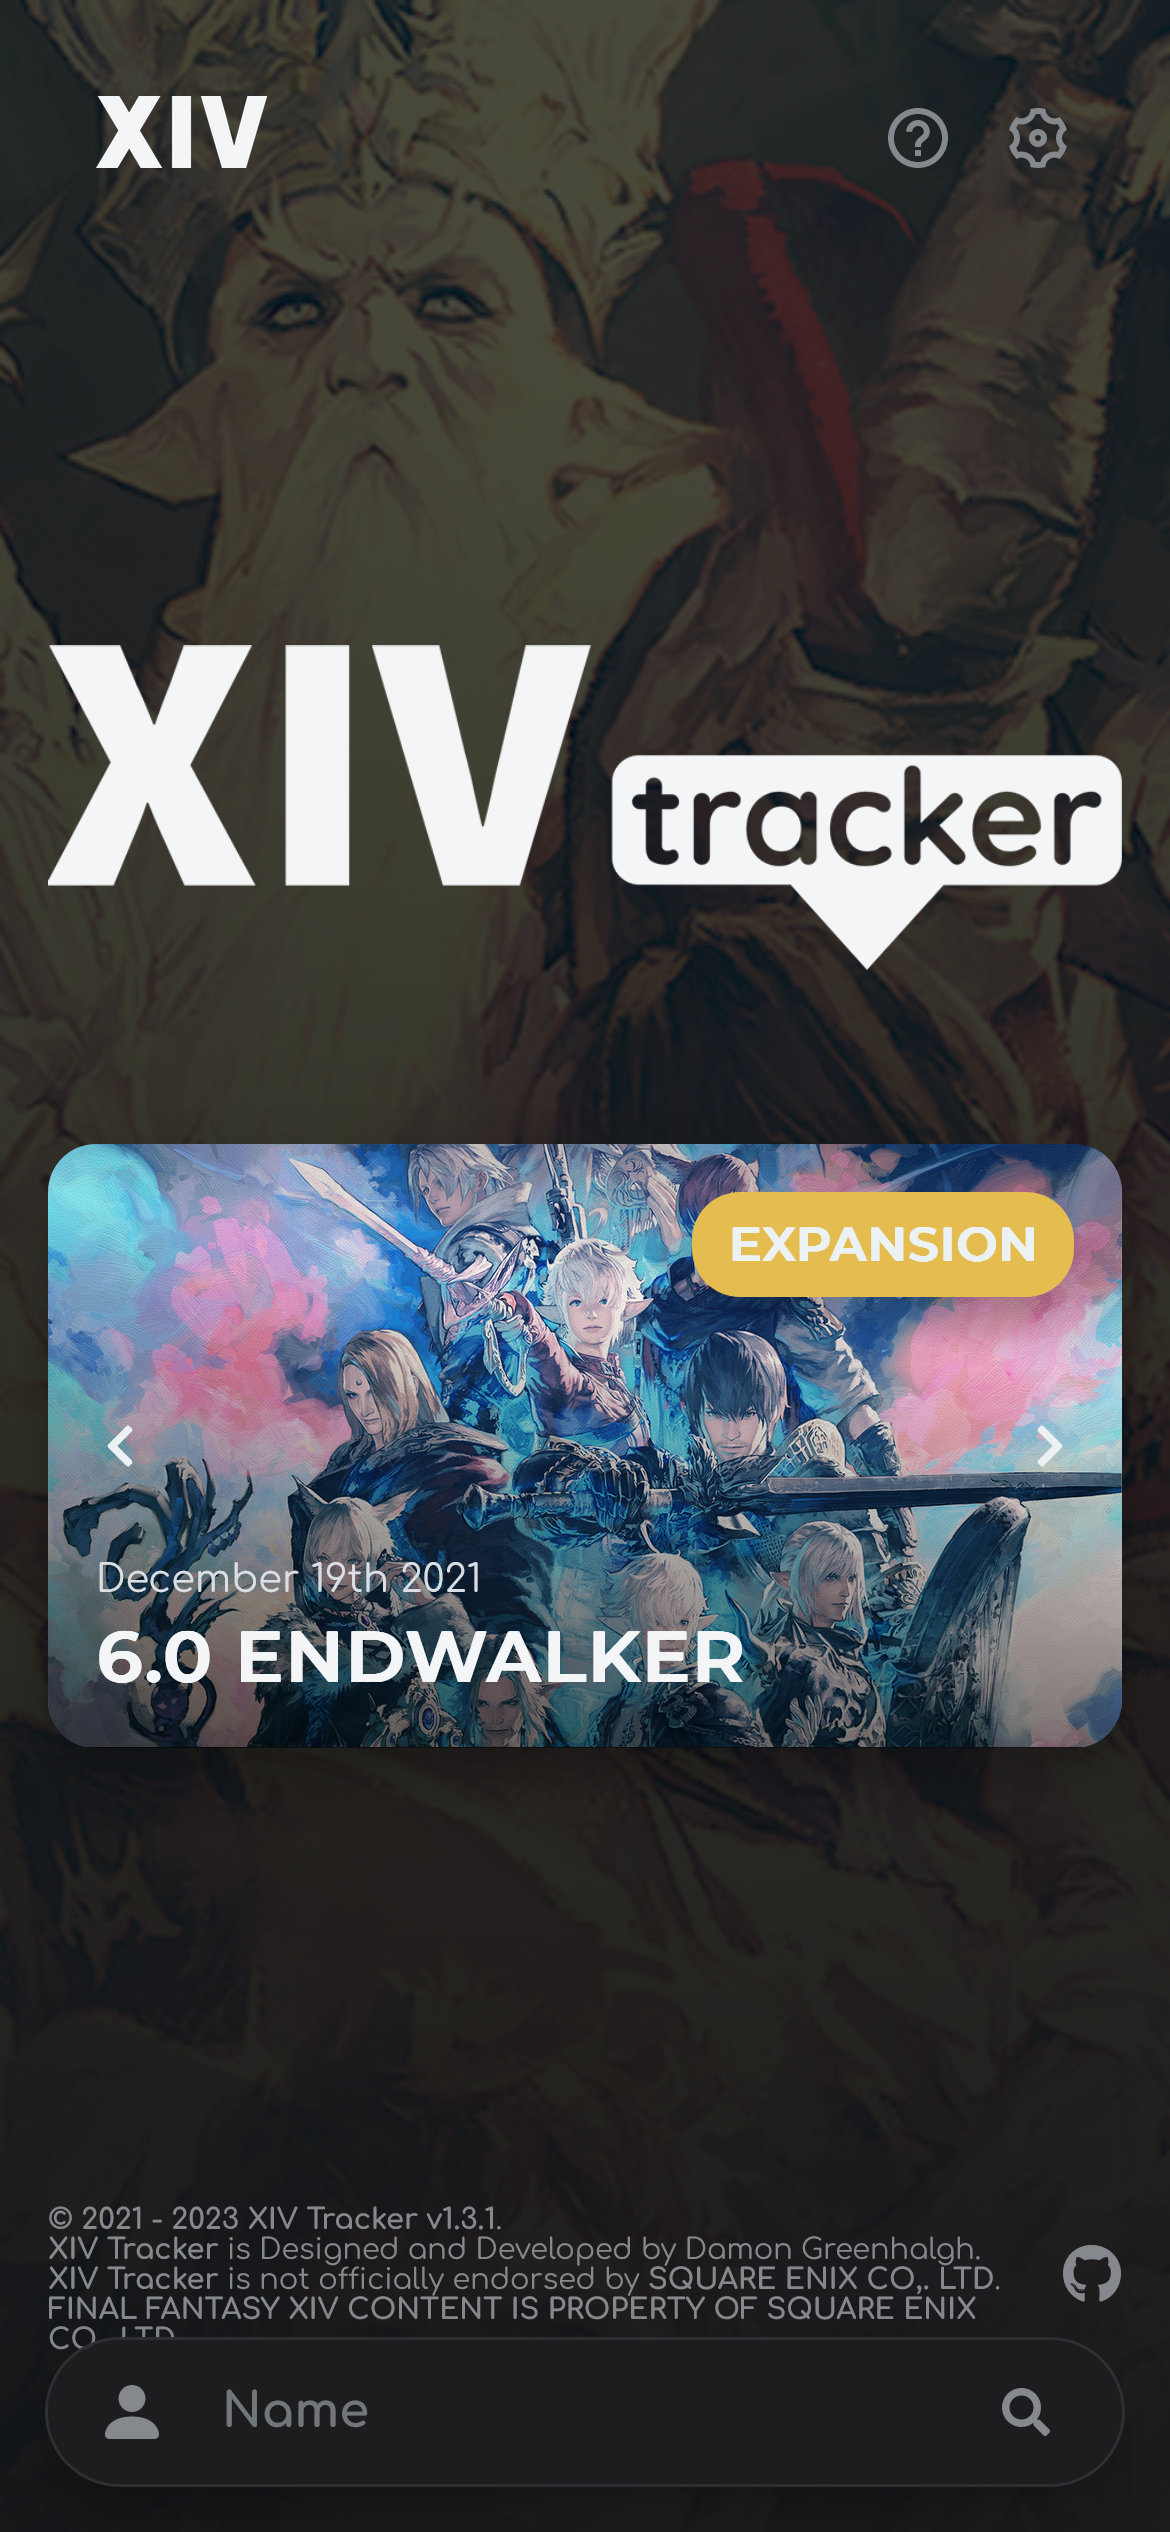 XIV
XIV tracker
EXPANSION
December 19th 2021
6.0 ENDWALKER
© 2021 - 2023 XIV Tracker v1.3.1.
XIV Tracker is Designed and Developed by Damon Greenhalgh.
XIV Tracker is not officially endorsed by SQUARE ENIX CO,. LTD.
FINAL FANTASY XIV CONTENT IS PROPERTY OF SQUARE ENIX
CO., LTD
Name